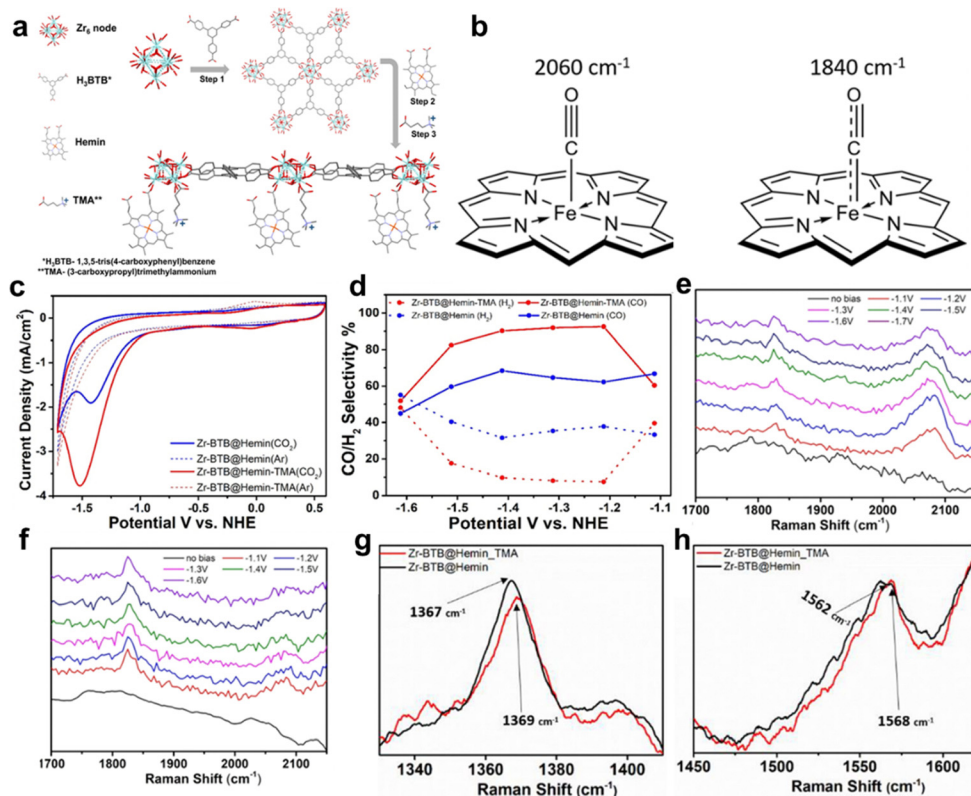 a
Zr6 node
H3BTB*
Hemin
TMA**
Step 1
Step 2
Step 3
*H3BTB- 1,3,5-tris(4-carboxyphenyl)benzene
**TMA- (3-carboxypropyl)trimethylammonium
b
2060 cm-1
1840 cm-1
O
O
C
C
N
N
Fe
N
N
N
N
Fe
N
N
c
Current Density (mA/cm2)
0
-1
-2
-3
-4
Zr-BTB@Hemin(CO2)
Zr-BTB@Hemin(Ar)
Zr-BTB@Hemin-TMA(CO2)
Zr-BTB@Hemin-TMA(Ar)
-1.5
-1.0
-0.5
0.0
0.5
Potential V vs. NHE
d
CO/H2 Selectivity %
100
80
60
40
20
0
Zr-BTB@Hemin-TMA (H2)
Zr-BTB@Hemin-TMA (CO)
Zr-BTB@Hemin (H2)
Zr-BTB@Hemin (CO)
-1.6
-1.5
-1.4
-1.3
-1.2
-1.1
Potential V vs. NHE
e
no bias
-1.1V
-1.2V
-1.3V
-1.4V
-1.5V
-1.6V
-1.7V
1700
1800
1900
2000
2100
Raman Shift (cm-1)
f
no bias
-1.1V
-1.2V
-1.3V
-1.4V
-1.5V
-1.6V
1700
1800
1900
2000
2100
Raman Shift (cm-1)
g
Zr-BTB@Hemin_TMA
Zr-BTB@Hemin
1367 cm-1
1369 cm-1
1340
1360
1380
1400
Raman Shift (cm-1)
h
Zr-BTB@Hemin_TMA
Zr-BTB@Hemin
1562 cm-1
1568 cm-1
1450
1500
1550
1600
Raman Shift (cm-1)